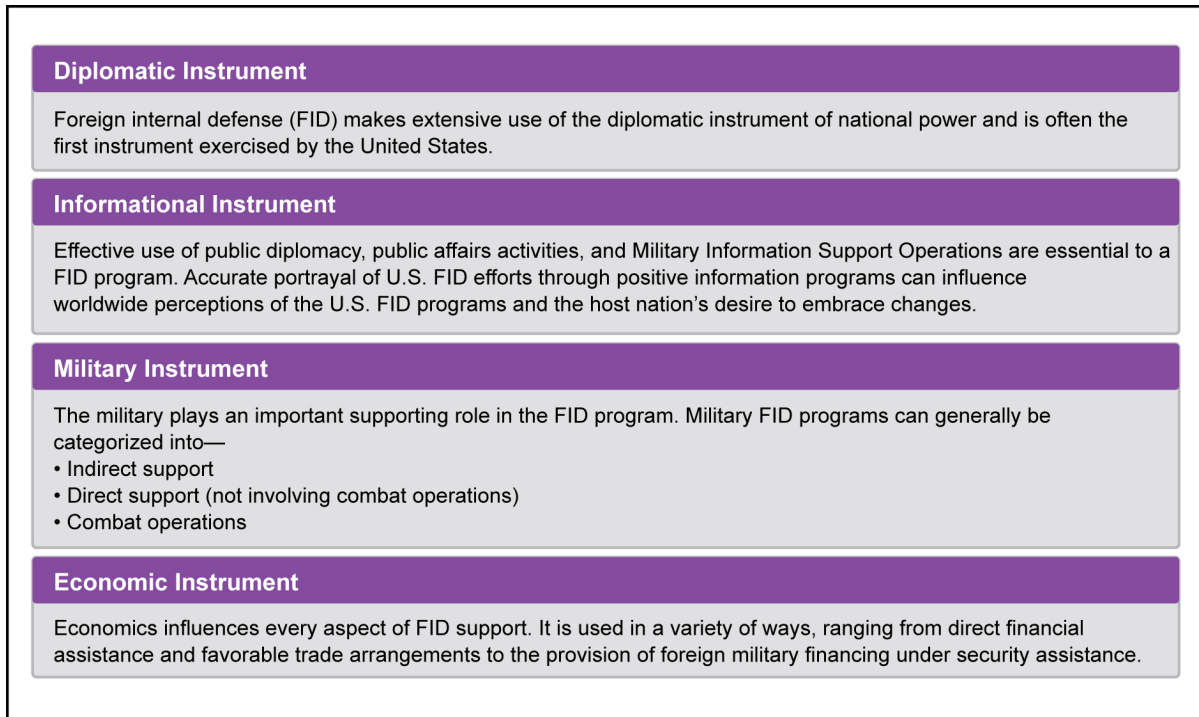 Diplomatic Instrument
Foreign internal defense (FID) makes extensive use of the diplomatic instrument of national power and is often the
first instrument exercised by the United States.
Informational Instrument
Effective use of public diplomacy, public affairs activities, and Military Information Support Operations are essential to a
FID program. Accurate portrayal of U.S. FID efforts through positive information programs can influence
worldwide perceptions of the U.S. FID programs and the host nation’s desire to embrace changes.
Military Instrument
The military plays an important supporting role in the FID program. Military FID programs can generally be
categorized into—
• Indirect support
• Direct support (not involving combat operations)
• Combat operations
Economic Instrument
Economics influences every aspect of FID support. It is used in a variety of ways, ranging from direct financial
assistance and favorable trade arrangements to the provision of foreign military financing under security assistance.